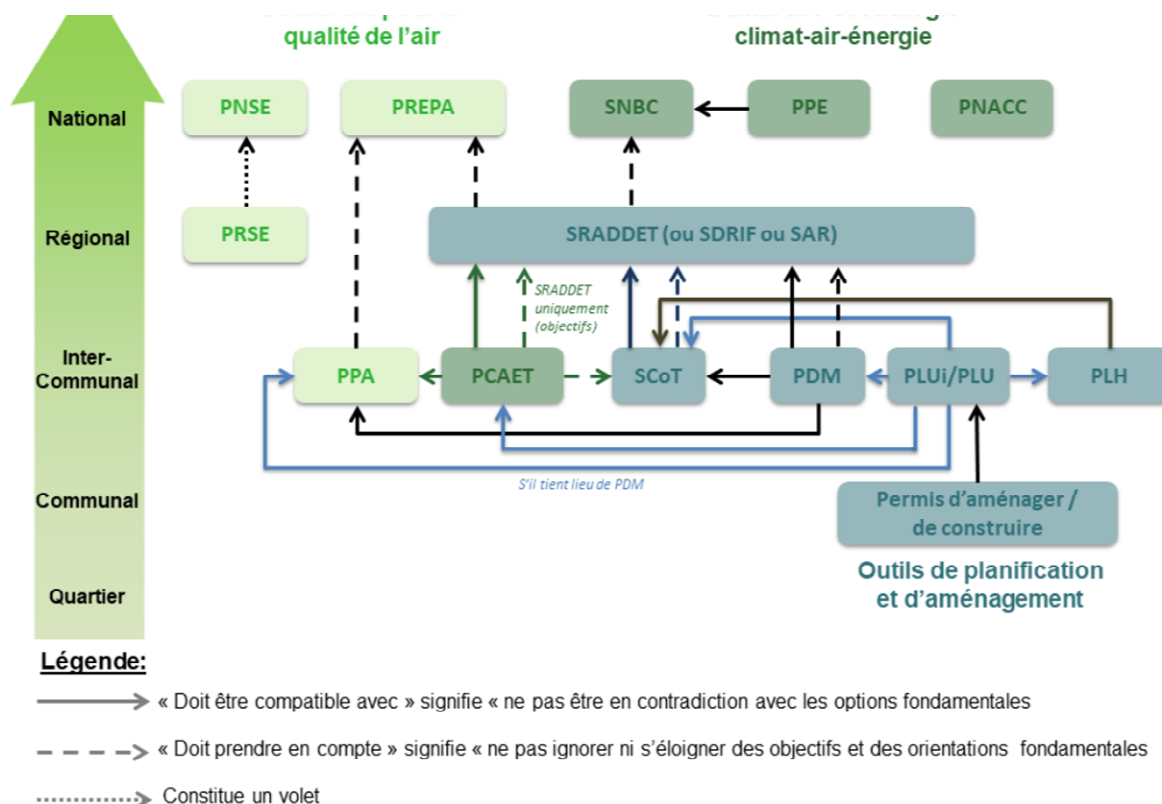 qualité de l'air
climat-air-énergie
National
PNSE
PREPA
SNBC
PPE
PNACC
Régional
PRSE
SRADDET (ou SDRIF ou SAR)
SRADDET
uniquement
(objectifs)
Inter-
Communal
PPA
PCAET
SCoT
PDM
PLUi/PLU
PLH
S'il tient lieu de PDM
Communal
Permis d'aménager /
de construire
Quartier
Outils de planification
et d'aménagement
Légende:
« Doit être compatible avec » signifie « ne pas être en contradiction avec les options fondamentales
« Doit prendre en compte » signifie « ne pas ignorer ni s'éloigner des objectifs et des orientations fondamentales
Constitue un volet